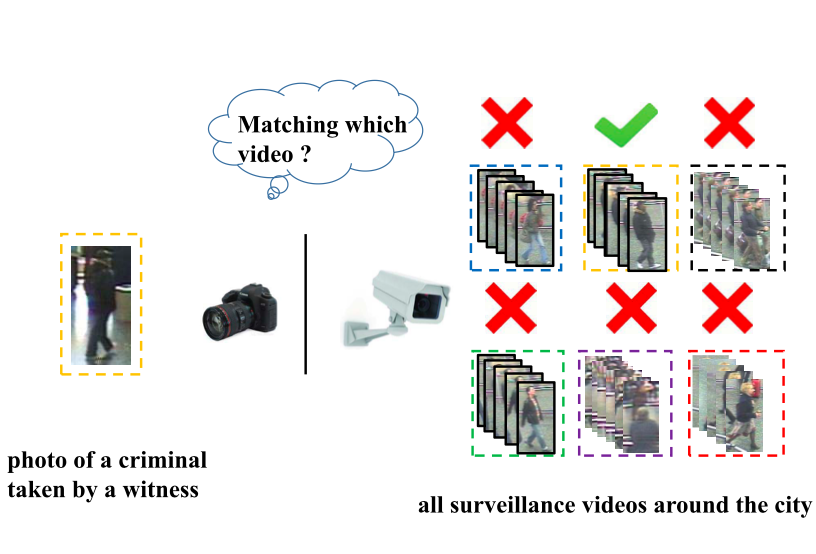 Matching which
video ?
photo of a criminal
taken by a witness
all surveillance videos around the city